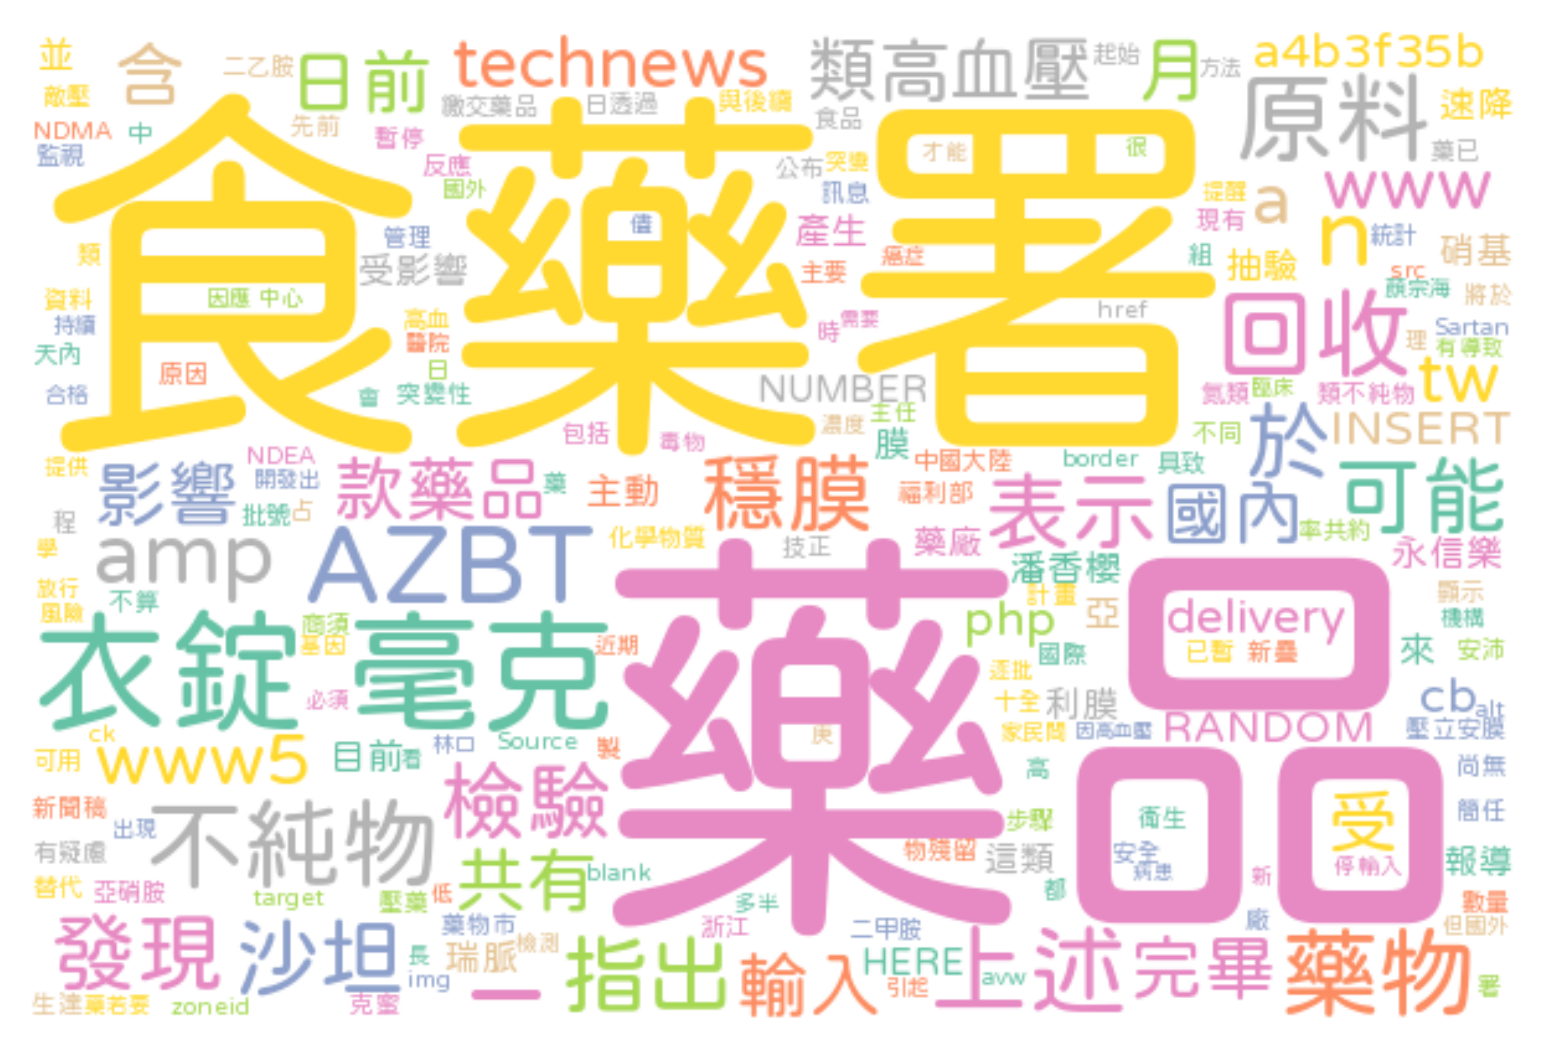 並
含
二乙胺
日前
technews
類高血壓
起始
月
方法
a4b3f35b
敵壓
繳交藥品
日透過
與後續
原料
速降
NDMA
中
先前
暫停
食品
監視
反應
公布
突變
才能
很
藥已
食藥署
國外
訊息
提醒
a
www
現有
n
僅
產生
管理
統計
類
受影響
主要
癌症
組
抽驗
硝基
src
顏宗海
將於
資料
因應
中心
href
回收
持續
高血
時
需要
理
Sartan
天內
醫院
有導致
原因
日
合格
會
突變性
NUMBER
氮類
臨床
類不純物
tw
濃度
主任
包括
毒物
膜
不同
於
INSERT
提供
NDEA
中國大陸
border
具致
影響
開發出
款藥品
藥
主動
穩膜
福利部
表示
國內
可能
批號
占
程
率共約
學
amp
AZBT
化學物質
技正
藥廠
永信樂
潘香櫻
放行
風險
不算
計畫
顯示
衣錠
毫克
商須
基因
近期
藥品
php
亞
delivery
機構
國際
已暫
新疊
來
安沛
逐批
必須
十全
利膜
cb
alt
ck
家民間
因高血壓
RANDOM
壓立安膜
www5
目前
看
林口
Source
製
庚
可用
高
尚無
新聞稿
檢驗
受
簡任
出現
不純物
步驟
衛生
有疑慮
物殘留
這類
安全
病患
停輸入
報導
共有
blank
替代
亞硝胺
target
壓藥
低
都
新
多半
數量
發現
沙坦
藥物市
浙江
二甲胺
廠
但國外
長
瑞脈
檢測
指出
輸入
HERE
上述
完畢
藥物
img
一
引起
avw
署
生達
藥若要
zoneid
克蜜